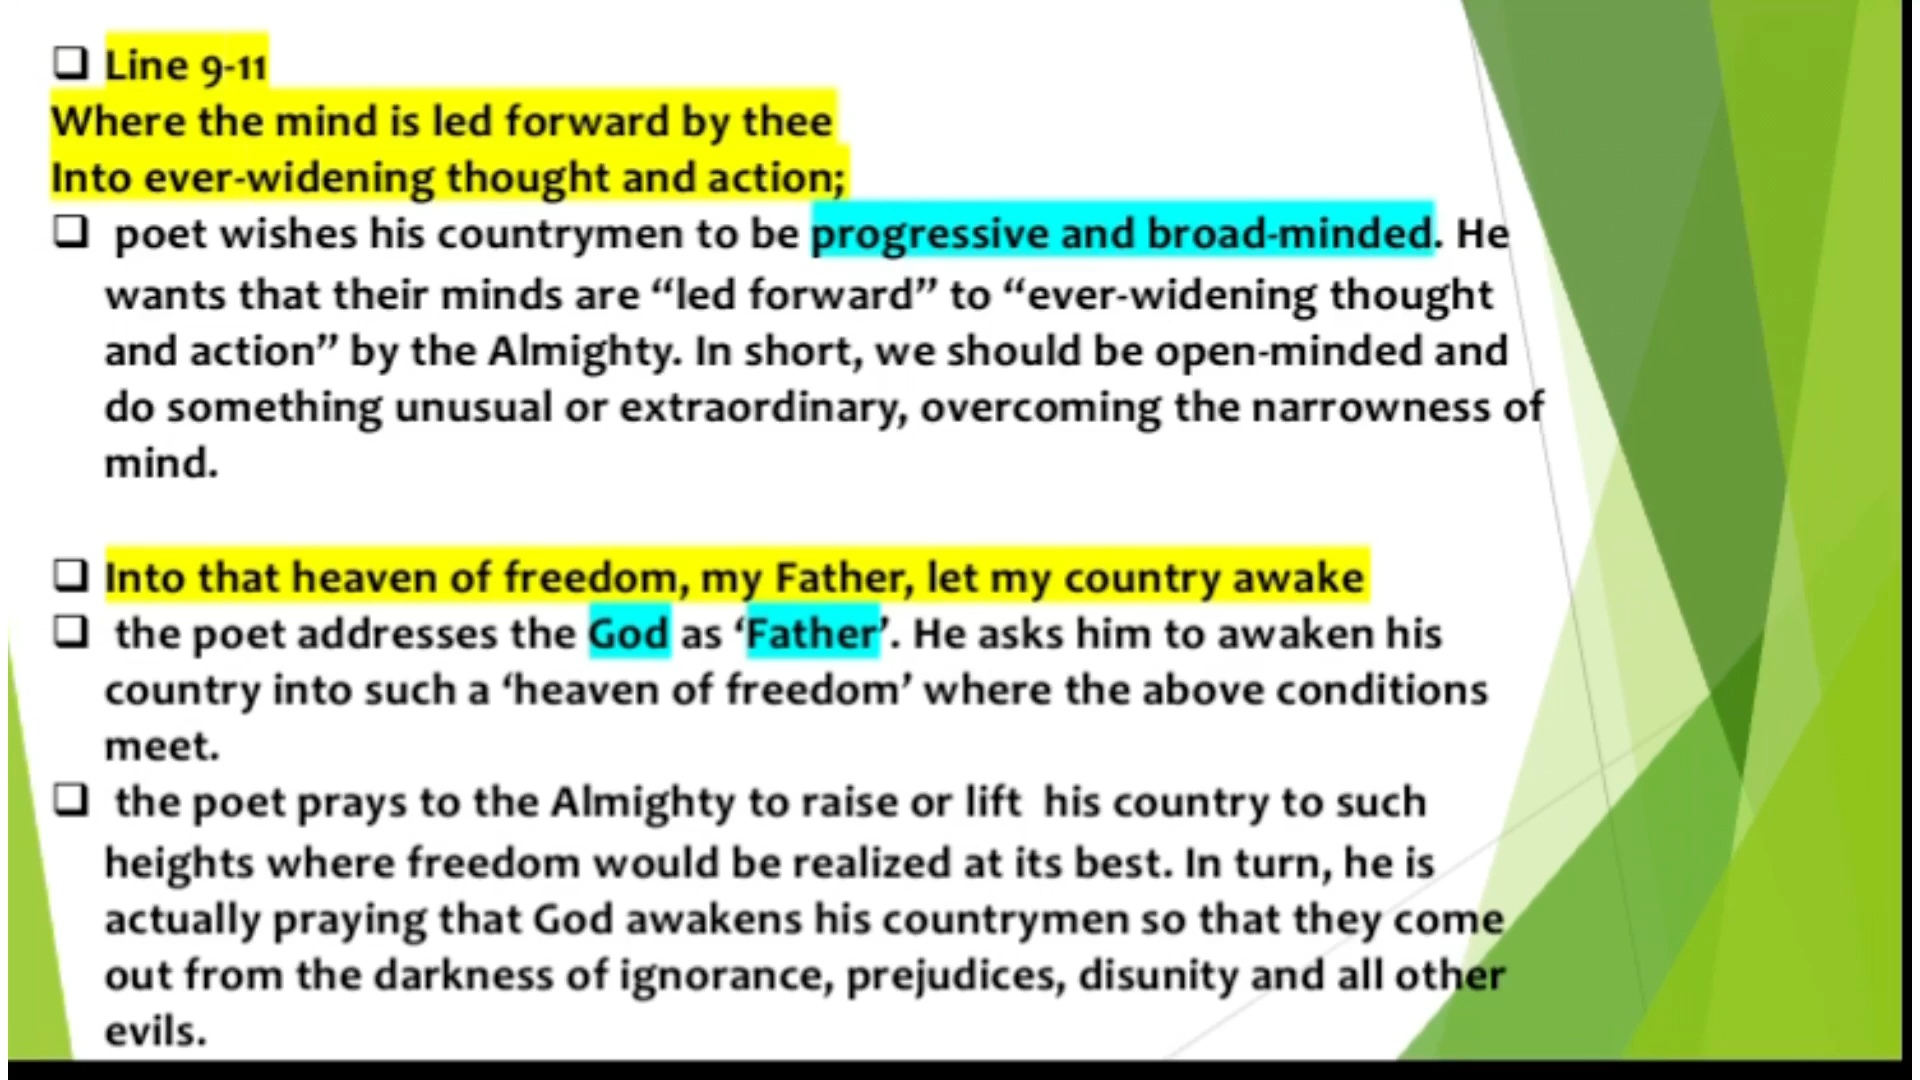 Line 9-11
Where the mind is led forward by thee
Into ever-widening thought and action;
poet wishes his countrymen to be progressive and broad-minded. He
wants that their minds are “led forward” to “ever-widening thought
and action” by the Almighty. In short, we should be open-minded and
do something unusual or extraordinary, overcoming the narrowness of
mind.
Into that heaven of freedom, my Father, let my country awake
the poet addresses the God as ‘Father’. He asks him to awaken his
country into such a ‘heaven of freedom’ where the above conditions
meet.
the poet prays to the Almighty to raise or lift his country to such
heights where freedom would be realized at its best. In turn, he is
actually praying that God awakens his countrymen so that they come
out from the darkness of ignorance, prejudices, disunity and all other
evils.